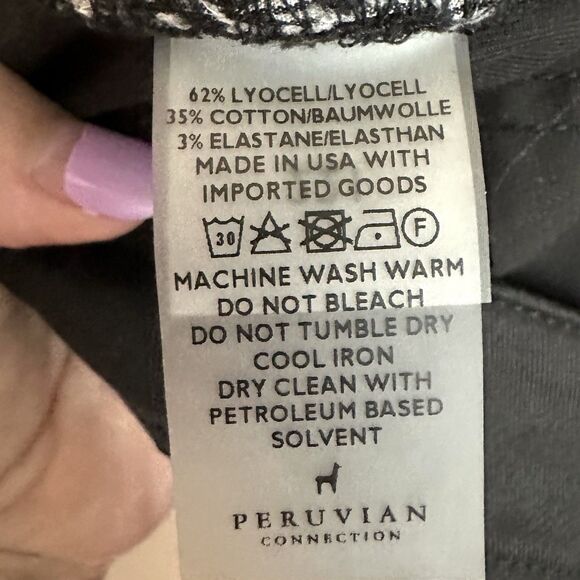 62% LYOCELL/LYOCELL
35% COTTON/BAUMWOLLE
3% ELASTANE/ELASTHAN
MADE IN USA WITH
IMPORTED GOODS
30 F
MACHINE WASH WARM
DO NOT BLEACH
DO NOT TUMBLE DRY
COOL IRON
DRY CLEAN WITH
PETROLEUM BASED
SOLVENT
PERUVIAN
CONNECTION